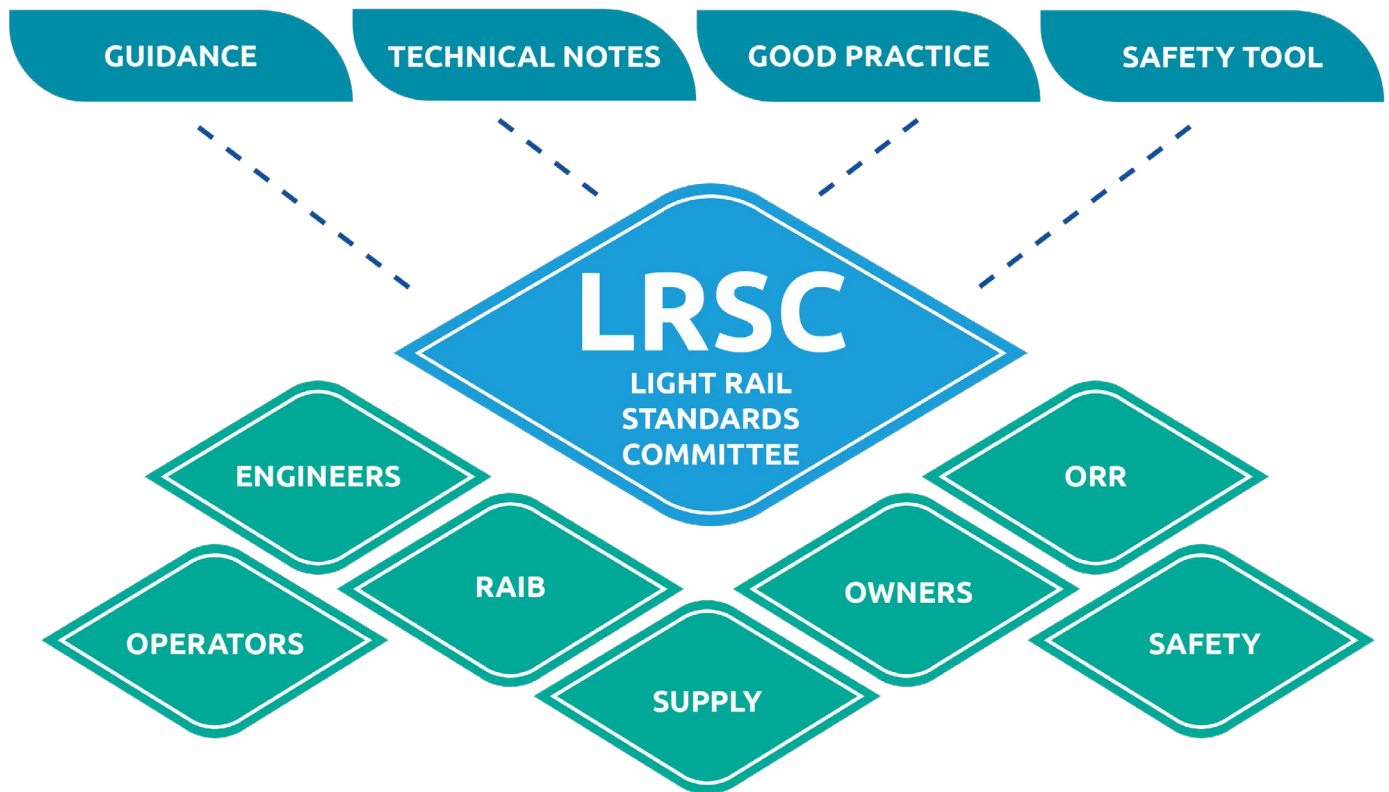 GUIDANCE
TECHNICAL NOTES
GOOD PRACTICE
SAFETY TOOL
LRSC
LIGHT RAIL
STANDARDS
COMMITTEE
ENGINEERS
ORR
RAIB
OWNERS
OPERATORS
SAFETY
SUPPLY